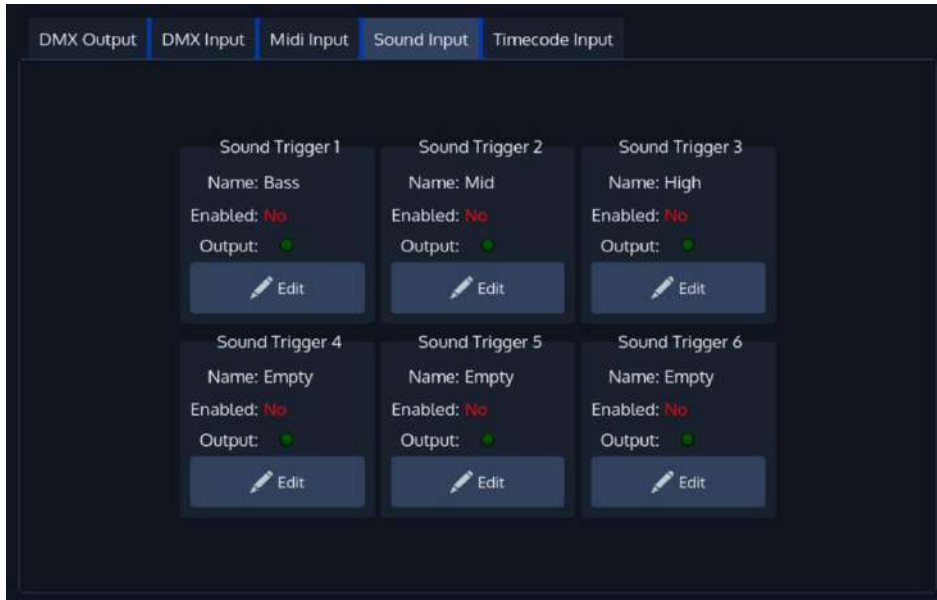 DMX Output DMX Input Midi Input Sound Input Timecode Input
Sound Trigger 1 Sound Trigger 2 Sound Trigger 3
Name: Bass Name: Mid Name: High
Enabled: No Enabled: No Enabled: No
Output: Output: Output:
Edit Edit Edit
Sound Trigger 4 Sound Trigger 5 Sound Trigger 6
Name: Empty Name: Empty Name: Empty
Enabled: No Enabled: No Enabled: No
Output: Output: Output:
Edit Edit Edit